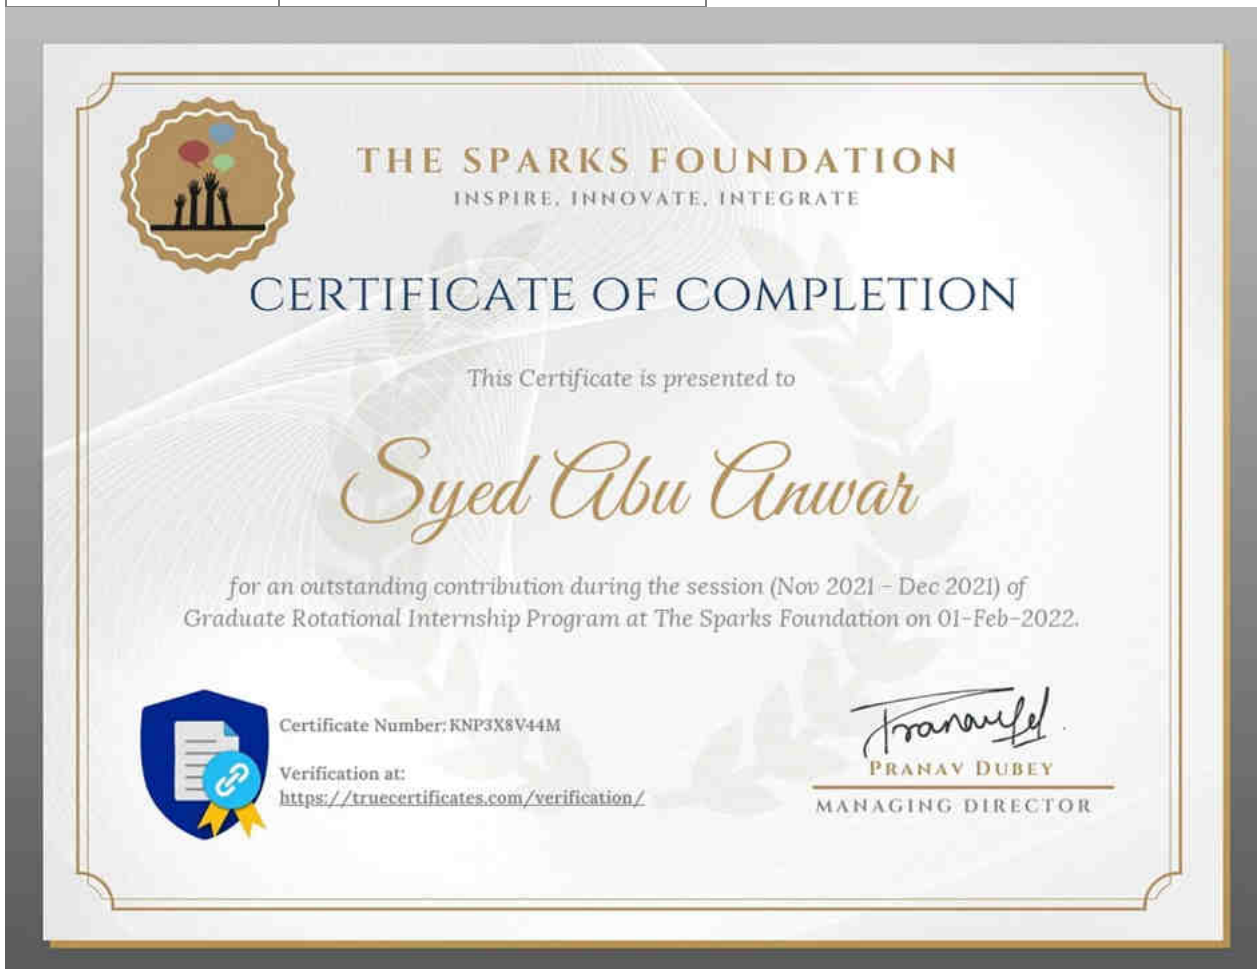 THE SPARKS FOUNDATION
INSPIRE, INNOVATE, INTEGRATE
CERTIFICATE OF COMPLETION
This Certificate is presented to
Syed Abu Anwar
for an outstanding contribution during the session (Nov 2021 - Dec 2021) of
Graduate Rotational Internship Program at The Sparks Foundation on 01-Feb-2022.
Certificate Number: KNP3X8V44M
Verification at:
https://truecertificates.com/verification/
PRANAV DUBEY
MANAGING DIRECTOR